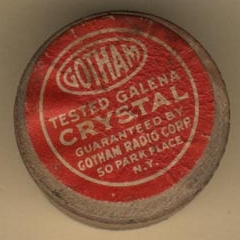 GOTHAM
TESTED GALENA
CRYSTAL
GUARANTEED BY
GOTHAM RADIO CORP.
50 PARK PLACE
N.Y.